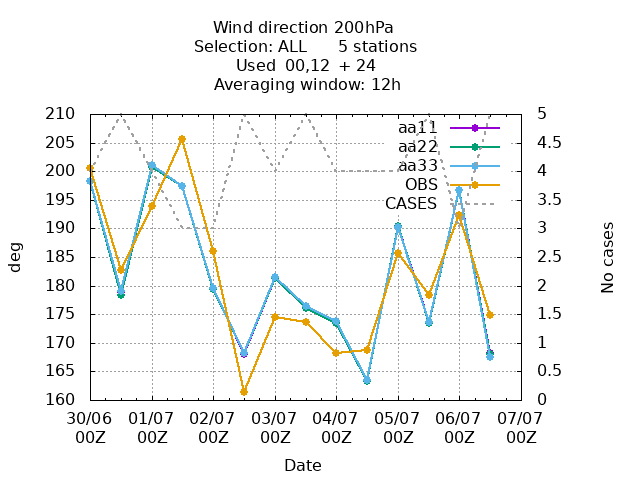 Wind direction 200hPa
Selection: ALL 5 stations
Used 00,12 + 24
Averaging window: 12h
210
205
200
195
190
185
180
175
170
165
160
deg
5
4.5
4
3.5
3
2.5
2
1.5
1
0.5
0
No cases
aa11
aa22
aa33
OBS
CASES
30/06 01/07 02/07 03/07 04/07 05/07 06/07 07/07
00Z 00Z 00Z 00Z 00Z 00Z 00Z 00Z
Date